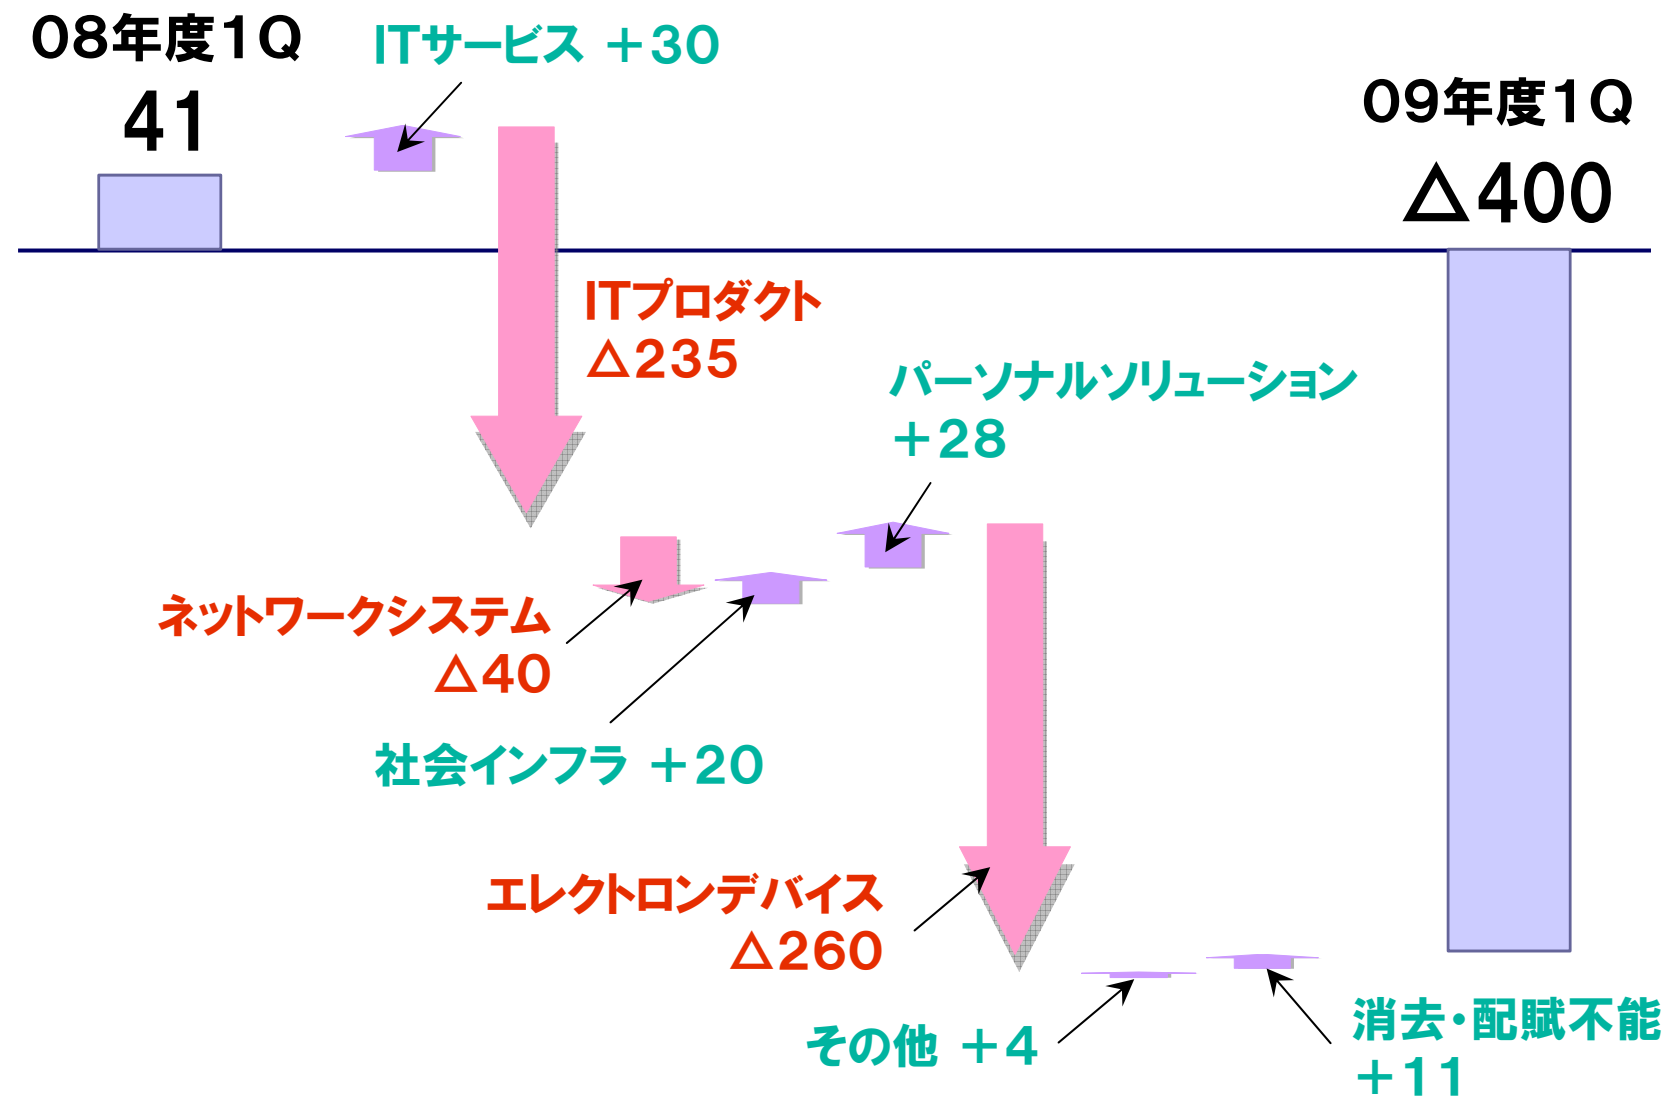 08年度1Q
41
ITサービス +30
09年度1Q
△400
ITプロダクト
△235
パーソナルソリューション
+28
ネットワークシステム
△40
社会インフラ +20
エレクトロンデバイス
△260
その他 +4
消去・配賦不能
+11